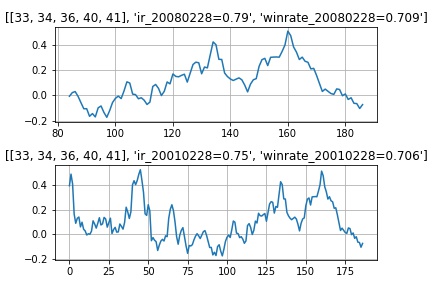 [[33, 34, 36, 40, 41], 'ir_20080228=0.79', 'winrate_20080228=0.709']
0.4
0.2
0.0
−0.2
80 100 120 140 160 180
[[33, 34, 36, 40, 41], 'ir_20010228=0.75', 'winrate_20010228=0.706']
0.4
0.2
0.0
−0.2
0 25 50 75 100 125 150 175